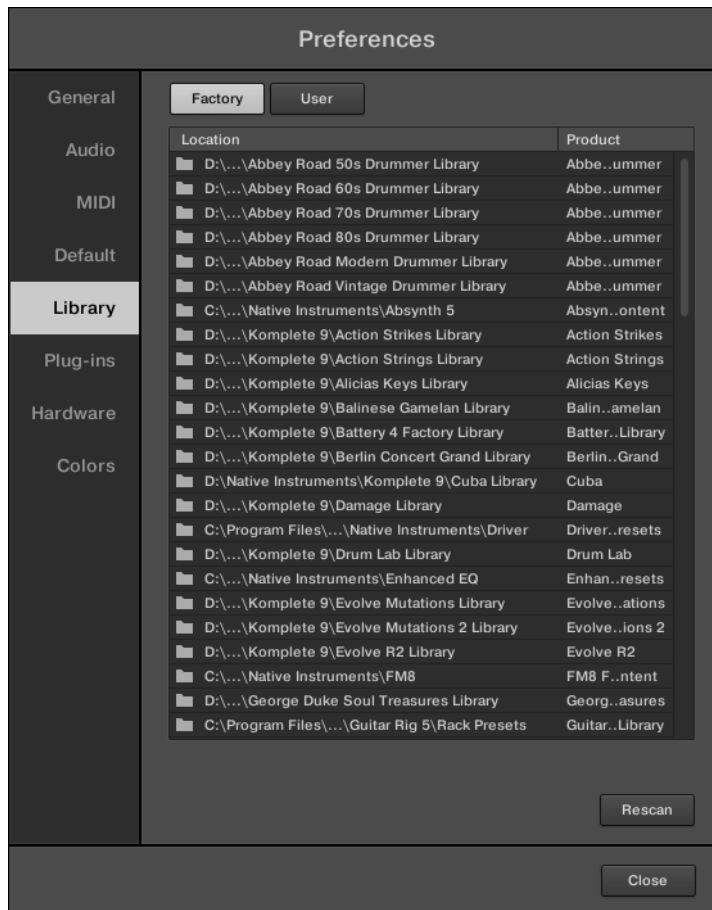 Preferences
General
Audio
MIDI
Default
Library
Plug-ins
Hardware
Colors
Factory User
Location Product
D:\...\Abbey Road 50s Drummer Library Abbe..ummer
D:\...\Abbey Road 60s Drummer Library Abbe..ummer
D:\...\Abbey Road 70s Drummer Library Abbe..ummer
D:\...\Abbey Road 80s Drummer Library Abbe..ummer
D:\...\Abbey Road Modern Drummer Library Abbe..ummer
D:\...\Abbey Road Vintage Drummer Library Abbe..ummer
C:\...\Native Instruments\Absynth 5 Absyn..ontent
D:\...\Komplete 9\Action Strikes Library Action Strikes
D:\...\Komplete 9\Action Strings Library Action Strings
D:\...\Komplete 9\Alicias Keys Library Alicias Keys
D:\...\Komplete 9\Balinese Gamelan Library Balin..amelan
D:\...\Komplete 9\Battery 4 Factory Library Batter..Library
D:\...\Komplete 9\Berlin Concert Grand Library Berlin..Grand
D:\Native Instruments\Komplete 9\Cuba Library Cuba
D:\...\Komplete 9\Damage Library Damage
C:\Program Files\...\Native Instruments\Driver Driver..resets
D:\...\Komplete 9\Drum Lab Library Drum Lab
C:\...\Native Instruments\Enhanced EQ Enhan..resets
D:\...\Komplete 9\Evolve Mutations Library Evolve..ations
D:\...\Komplete 9\Evolve Mutations 2 Library Evolve..ions 2
D:\...\Komplete 9\Evolve R2 Library Evolve R2
C:\...\Native Instruments\FM8 FM8 F..ntent
D:\...\George Duke Soul Treasures Library Georg..asures
C:\Program Files\...\Guitar Rig 5\Rack Presets Guitar..Library
Rescan
Close